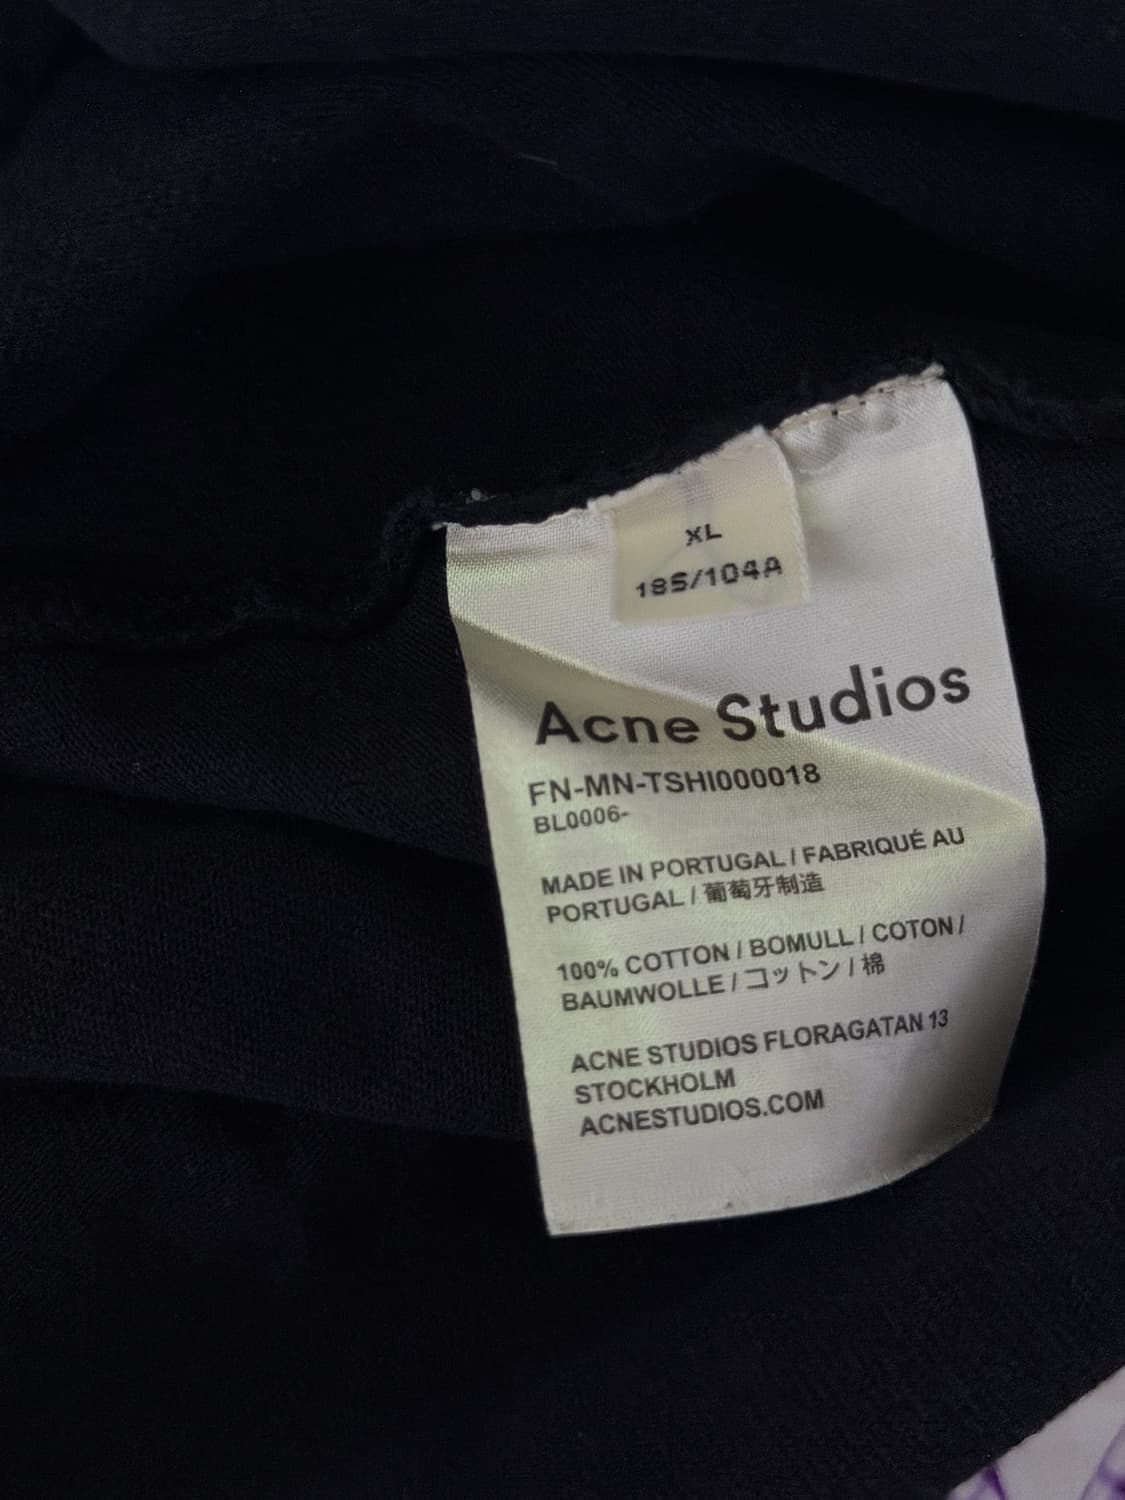 XL
185/104A
Acne Studios
FN-MN-TSHI000018
BL0006-
MADE IN PORTUGAL / FABRIQUÉ AU
PORTUGAL / 葡萄牙制造
100% COTTON / BOMULL / COTON /
BAUMWOLLE / コットン / 棉
ACNE STUDIOS FLORAGATAN 13
STOCKHOLM
ACNESTUDIOS.COM